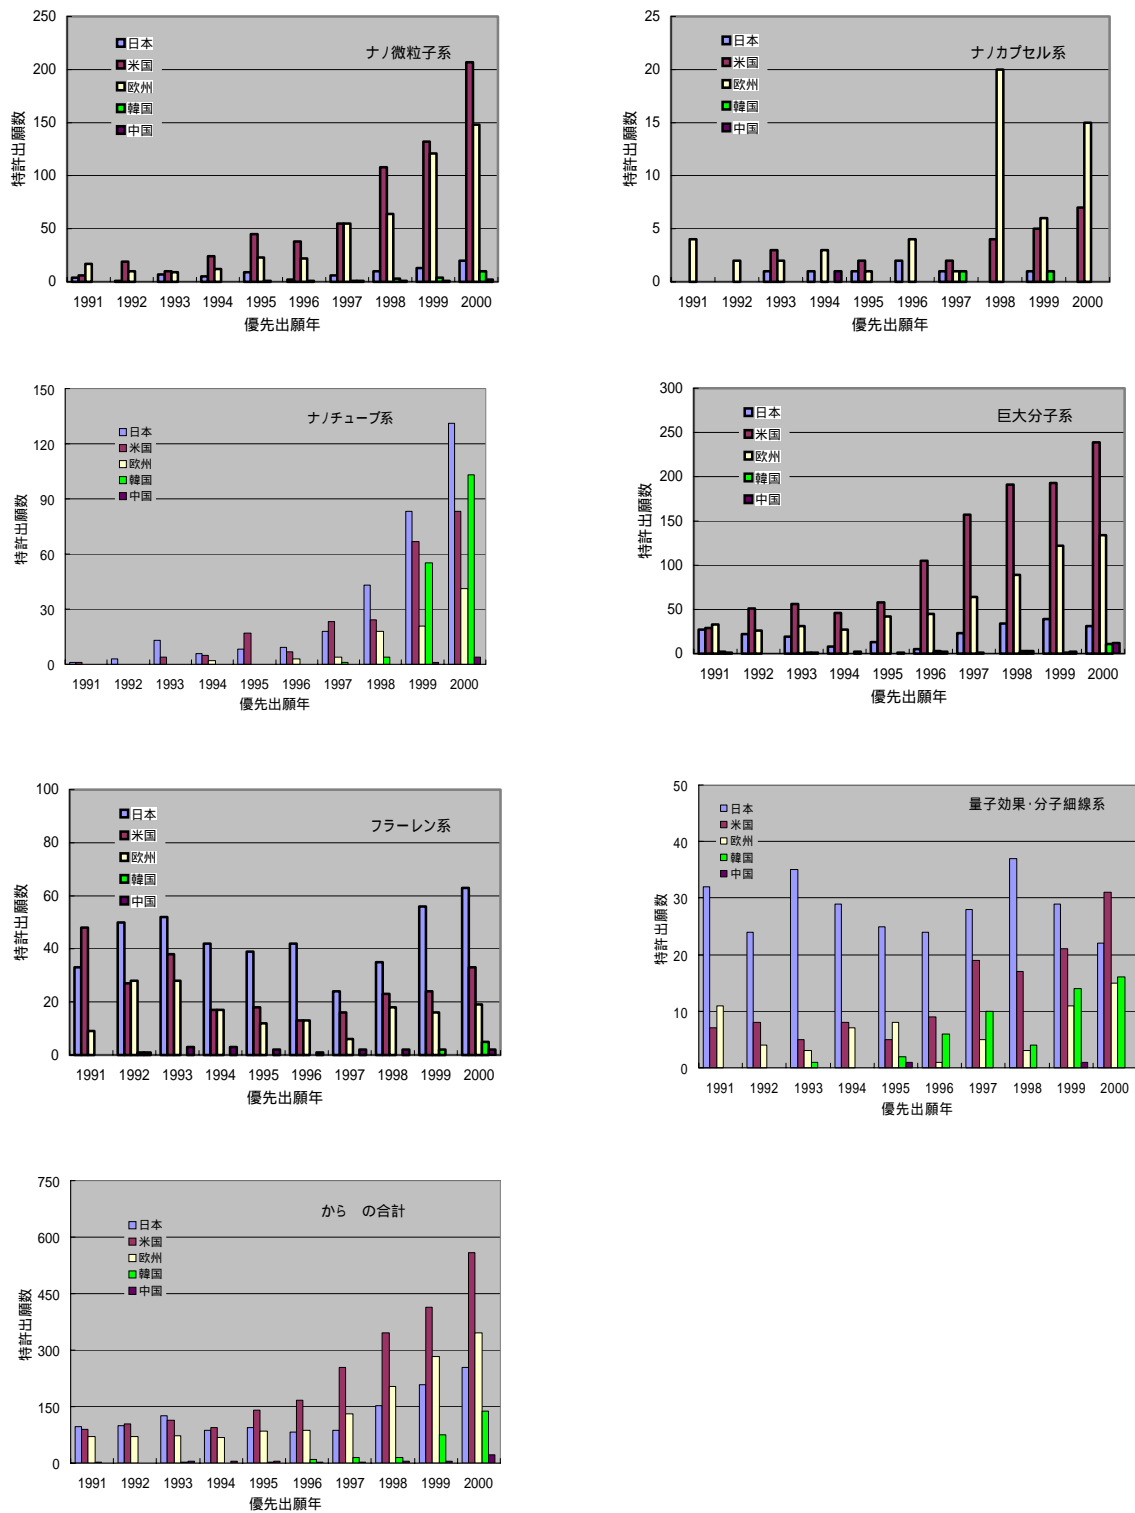 ナノ微粒子系
特許出願数
250
200
150
100
50
0
日本
米国
欧州
韓国
中国
1991 1992 1993 1994 1995 1996 1997 1998 1999 2000
優先出願年
ナノカプセル系
特許出願数
25
20
15
10
5
0
日本
米国
欧州
韓国
中国
1991 1992 1993 1994 1995 1996 1997 1998 1999 2000
優先出願年
ナノチューブ系
特許出願数
150
120
90
60
30
0
日本
米国
欧州
韓国
中国
1991 1992 1993 1994 1995 1996 1997 1998 1999 2000
優先出願年
巨大分子系
特許出願数
300
250
200
150
100
50
0
日本
米国
欧州
韓国
中国
1991 1992 1993 1994 1995 1996 1997 1998 1999 2000
優先出願年
フラーレン系
特許出願数
100
80
60
40
20
0
日本
米国
欧州
韓国
中国
1991 1992 1993 1994 1995 1996 1997 1998 1999 2000
優先出願年
量子効果・分子細線系
特許出願数
50
40
30
20
10
0
日本
米国
欧州
韓国
中国
1991 1992 1993 1994 1995 1996 1997 1998 1999 2000
優先出願年
から　の合計
特許出願数
750
600
450
300
150
0
日本
米国
欧州
韓国
中国
1991 1992 1993 1994 1995 1996 1997 1998 1999 2000
優先出願年